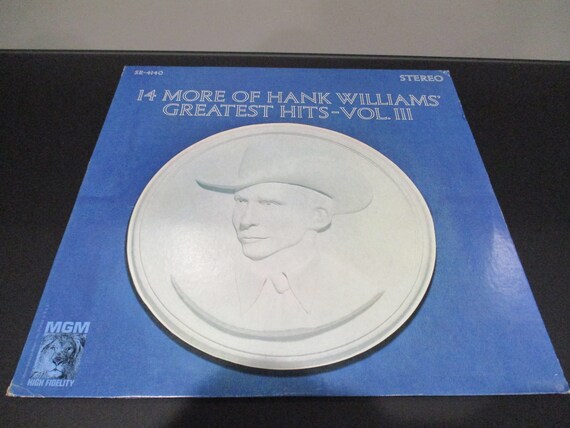 SE-4140
STEREO
14 MORE OF HANK WILLIAMS'
GREATEST HITS-VOL. III
MGM
HIGH FIDELITY